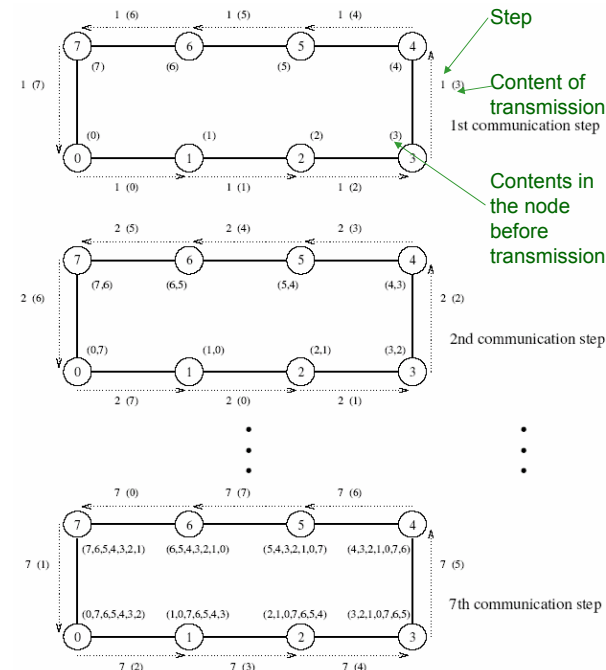 1 (6) 1 (5) 1 (4)
Step
7 6 5 4
(7) (6) (5) (4)
1 (7)
1 (3)
Content of
transmission
1st communication step
(0) (1) (2) (3)
0 1 2 3
1 (0) 1 (1) 1 (2)
Contents in
the node
before
transmission
2 (5) 2 (4) 2 (3)
7 6 5 4
(7,6) (6,5) (5,4) (4,3)
2 (6) 2 (2)
2nd communication step
(0,7) (1,0) (2,1) (3,2)
0 1 2 3
2 (7) 2 (0) 2 (1)
7 (0) 7 (7) 7 (6)
7 6 5 4
(7,6,5,4,3,2,1) (6,5,4,3,2,1,0) (5,4,3,2,1,0,7) (4,3,2,1,0,7,6)
7 (1) 7 (5)
7th communication step
(0,7,6,5,4,3,2) (1,0,7,6,5,4,3) (2,1,0,7,6,5,4) (3,2,1,0,7,6,5)
0 1 2 3
7 (2) 7 (3) 7 (4)